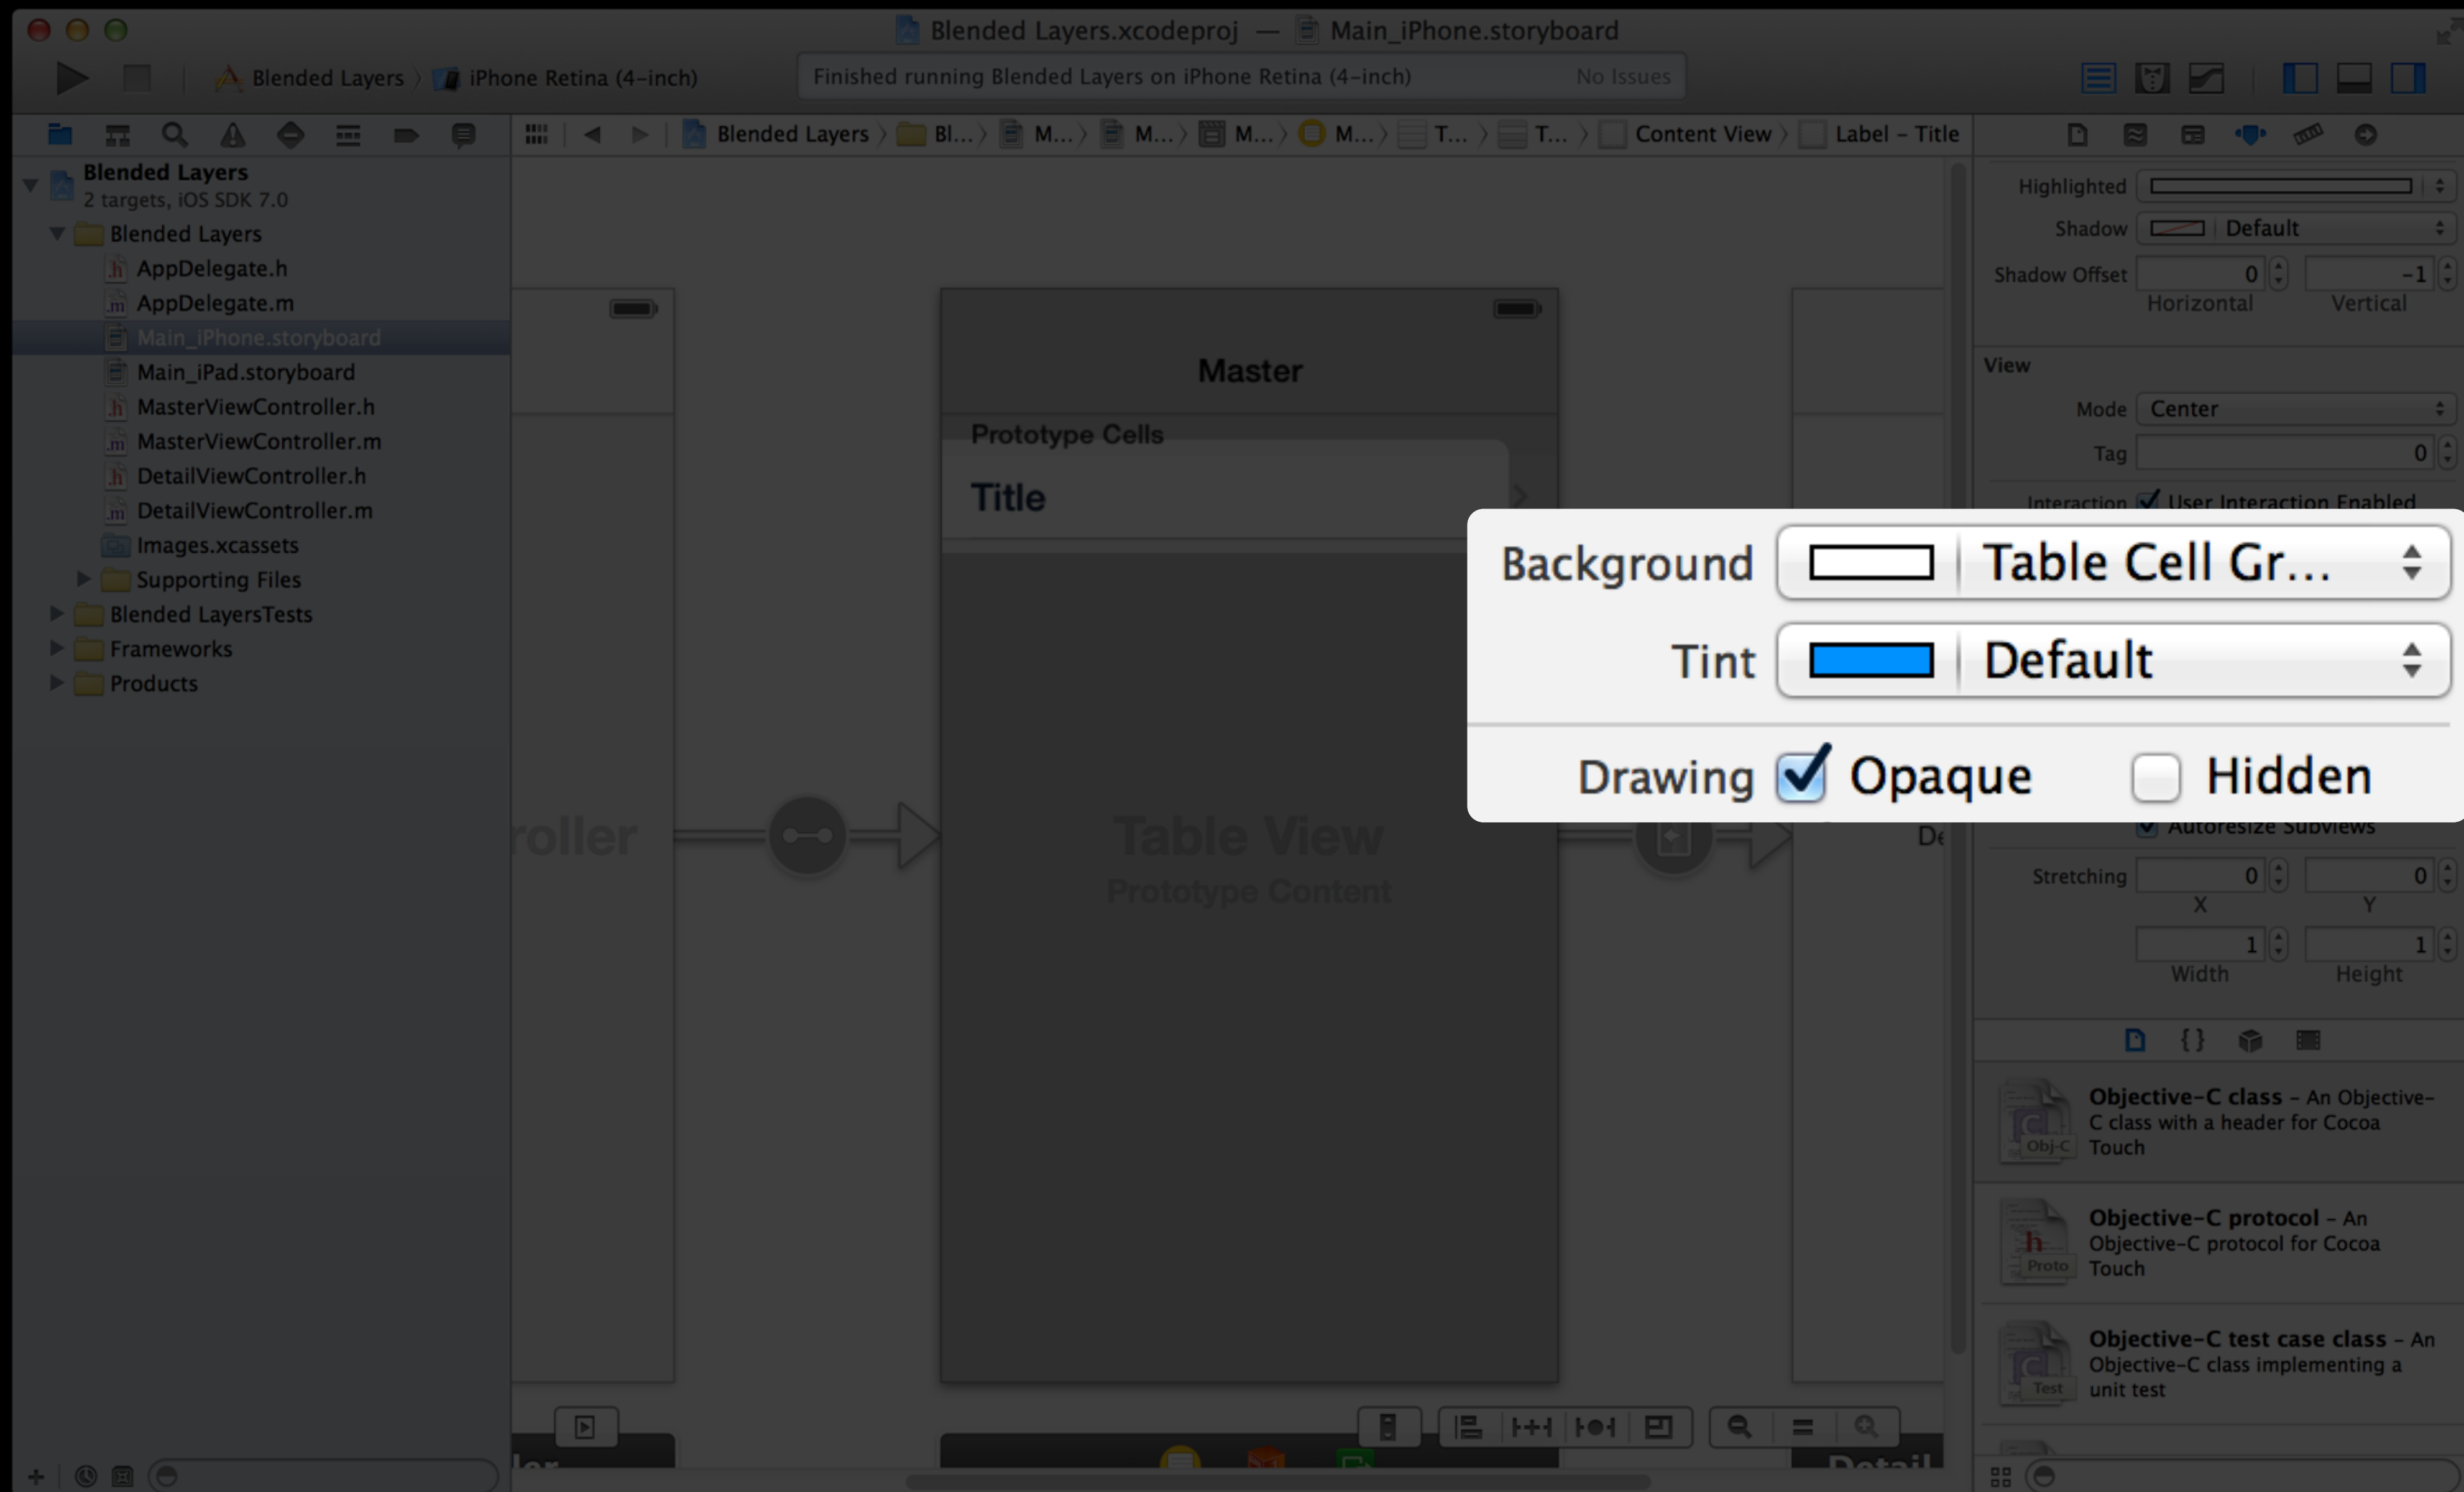 Blended Layers.xcodeproj — Main_iPhone.storyboard
Blended Layers
iPhone Retina (4-inch)
Finished running Blended Layers on iPhone Retina (4-inch)
No Issues
Blended Layers
Bl...
M...
M...
M...
M...
T...
T...
Content View
Label – Title
Blended Layers
2 targets, iOS SDK 7.0
Blended Layers
AppDelegate.h
AppDelegate.m
Main_iPhone.storyboard
Main_iPad.storyboard
MasterViewController.h
MasterViewController.m
DetailViewController.h
DetailViewController.m
Images.xcassets
Supporting Files
Blended LayersTests
Frameworks
Products
roller
Master
Prototype Cells
Title
Table View
Prototype Content
De
ler
Detail
Highlighted
Shadow Default
Shadow Offset 0 -1
Horizontal Vertical
View
Mode Center
Tag 0
Interaction User Interaction Enabled
Background Table Cell Gr...
Tint Default
Drawing Opaque Hidden
Autoresize Subviews
Stretching 0 0
X Y
1 1
Width Height
{ }
C
Obj-C
Objective-C class – An Objective-
C class with a header for Cocoa
Touch
h
Proto
Objective-C protocol – An
Objective-C protocol for Cocoa
Touch
C
Test
Objective-C test case class – An
Objective-C class implementing a
unit test